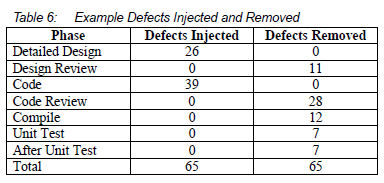 Table 6: Example Defects Injected and Removed
Phase Defects Injected Defects Removed
Detailed Design 26 0
Design Review 0 11
Code 39 0
Code Review 0 28
Compile 0 12
Unit Test 0 7
After Unit Test 0 7
Total 65 65